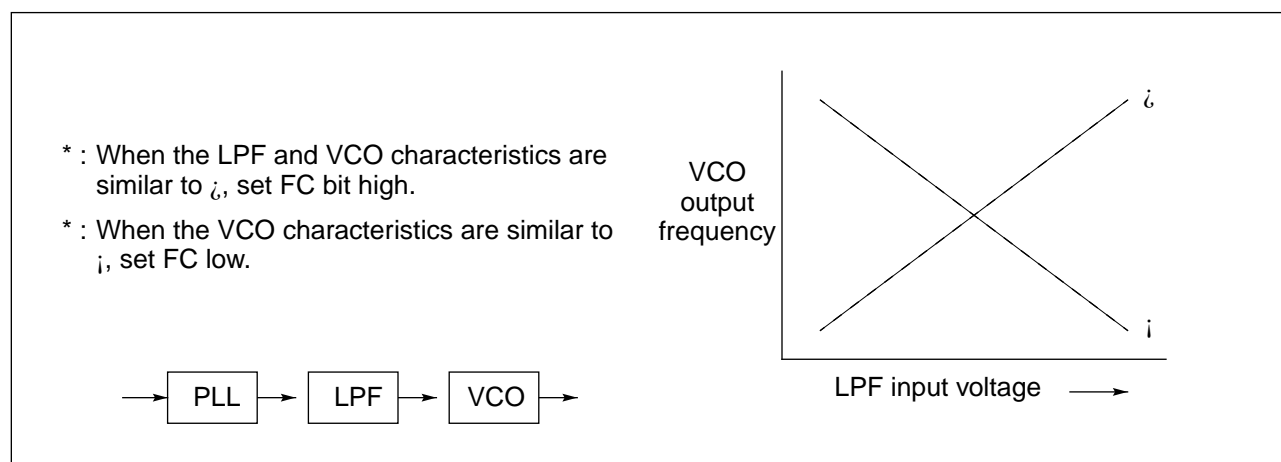 * : When the LPF and VCO characteristics are
similar to ¿, set FC bit high.
* : When the VCO characteristics are similar to
¡, set FC low.
PLL
LPF
VCO
VCO
output
frequency
¿
¡
LPF input voltage